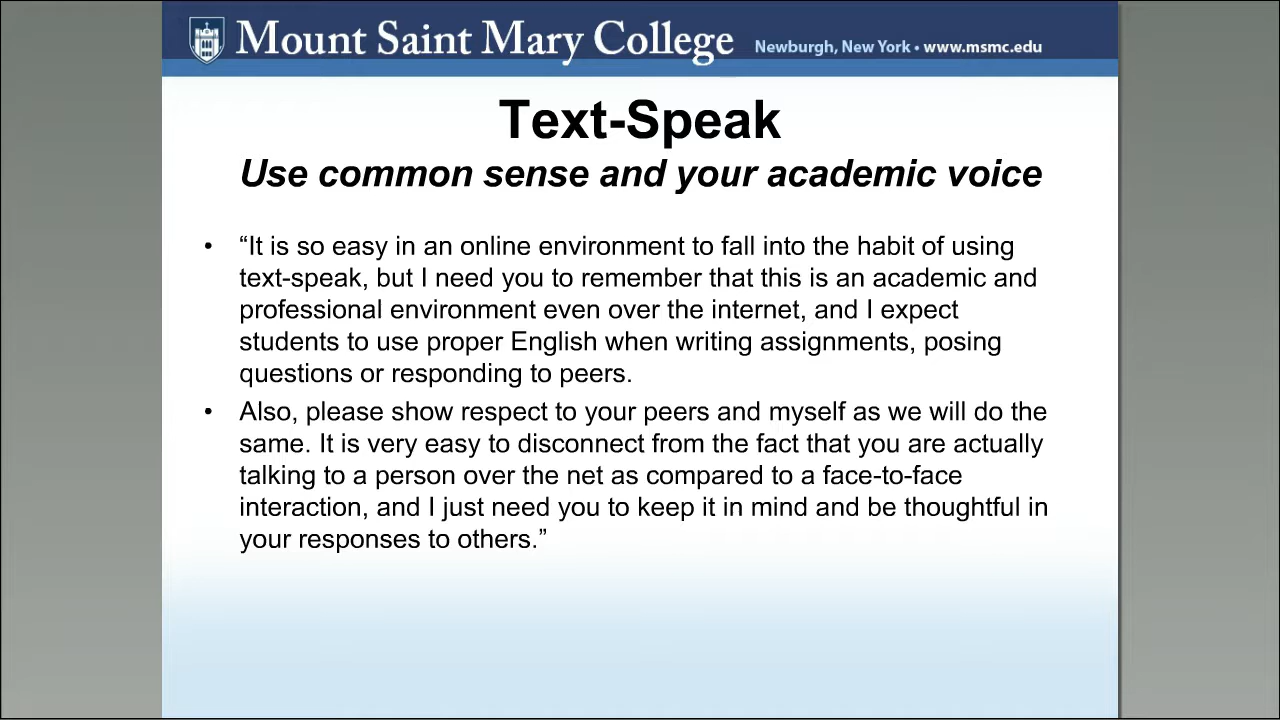 Mount Saint Mary College Newburgh, New York • www.msmc.edu
Text-Speak
Use common sense and your academic voice
• “It is so easy in an online environment to fall into the habit of using
text-speak, but I need you to remember that this is an academic and
professional environment even over the internet, and I expect
students to use proper English when writing assignments, posing
questions or responding to peers.
• Also, please show respect to your peers and myself as we will do the
same. It is very easy to disconnect from the fact that you are actually
talking to a person over the net as compared to a face-to-face
interaction, and I just need you to keep it in mind and be thoughtful in
your responses to others.”